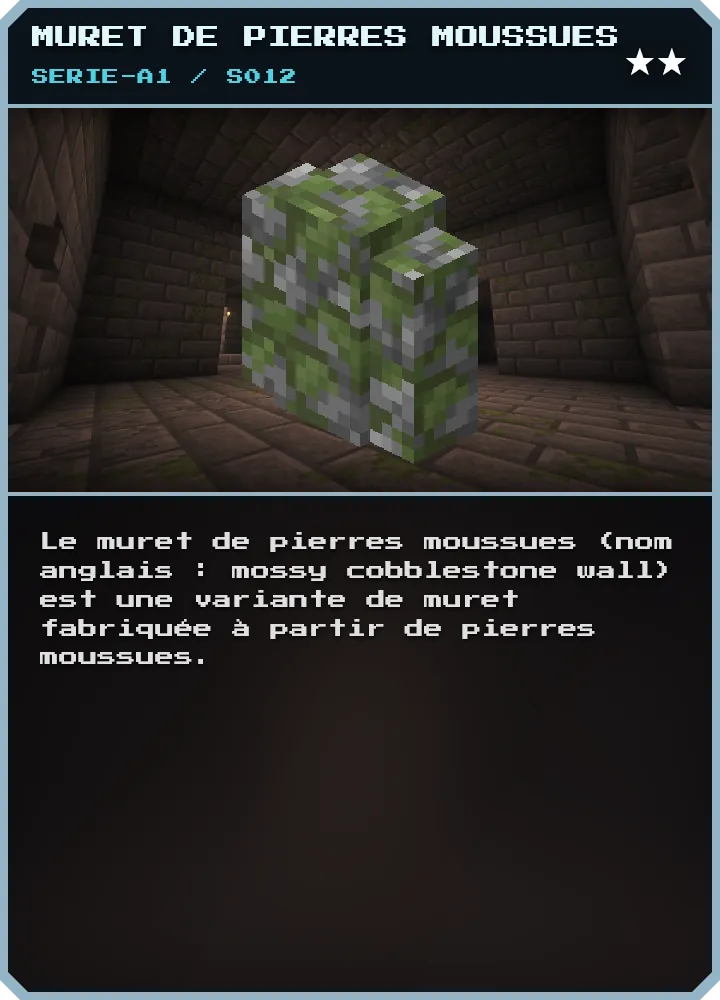 MURET DE PIERRES MOUSSUES
SERIE-A1 / S012
★★
Le muret de pierres moussues (nom
anglais : mossy cobblestone wall)
est une variante de muret
fabriquée à partir de pierres
moussues.